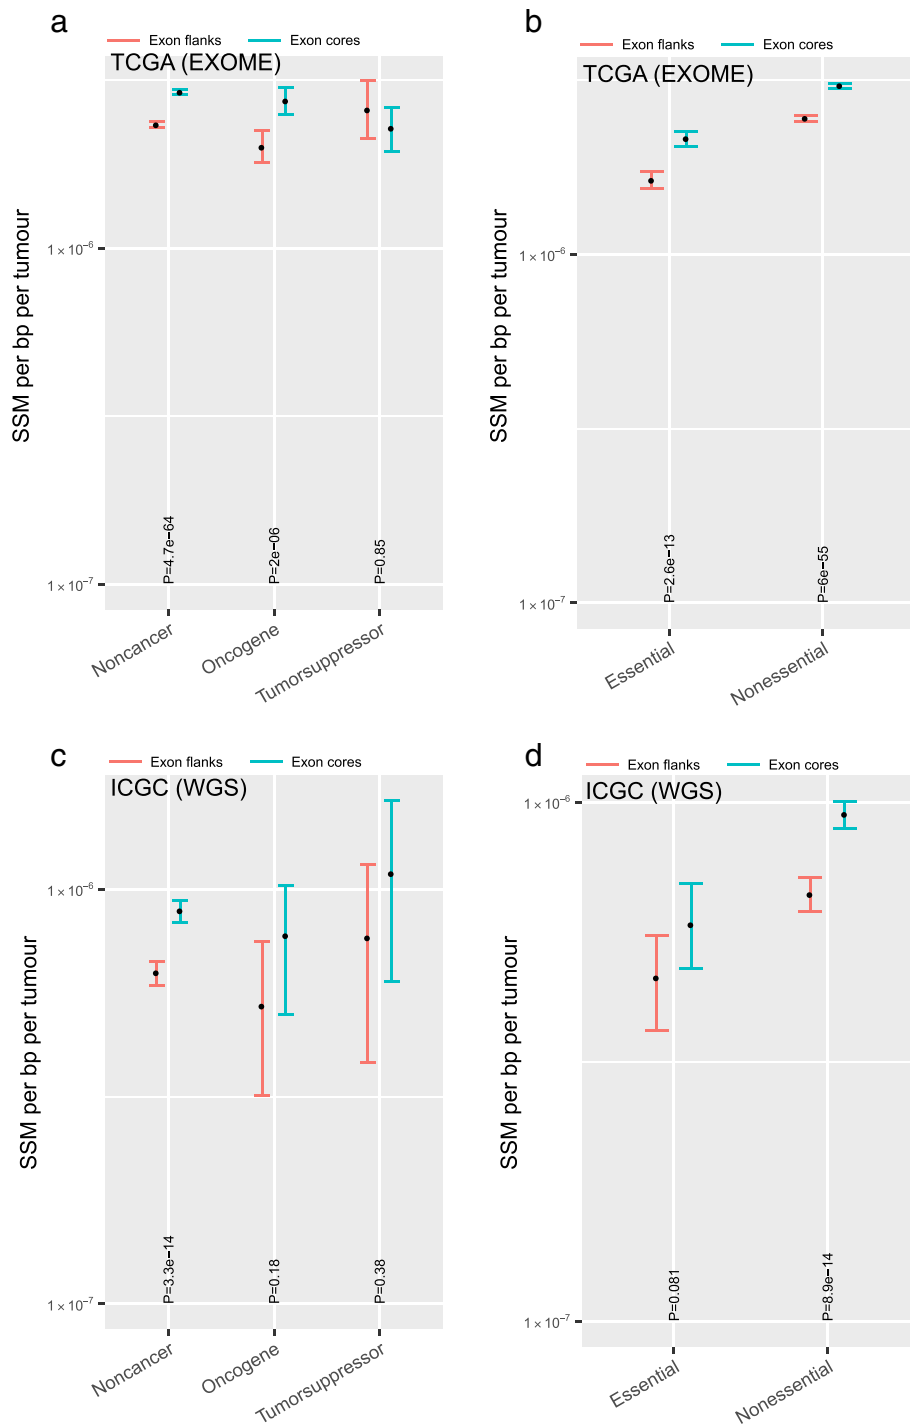 a
Exon flanks Exon cores
TCGA (EXOME)
SSM per bp per tumour
1 × 10⁻⁶
1 × 10⁻⁷
P=4.7e−64
P=2e−06
P=0.85
Noncancer
Oncogene
Tumorsuppressor
b
Exon flanks Exon cores
TCGA (EXOME)
SSM per bp per tumour
1 × 10⁻⁶
1 × 10⁻⁷
P=2.6e−13
P=6e−55
Essential
Nonessential
c
Exon flanks Exon cores
ICGC (WGS)
SSM per bp per tumour
1 × 10⁻⁶
1 × 10⁻⁷
P=3.3e−14
P=0.18
P=0.38
Noncancer
Oncogene
Tumorsuppressor
d
Exon flanks Exon cores
ICGC (WGS)
SSM per bp per tumour
1 × 10⁻⁶
1 × 10⁻⁷
P=0.081
P=8.9e−14
Essential
Nonessential